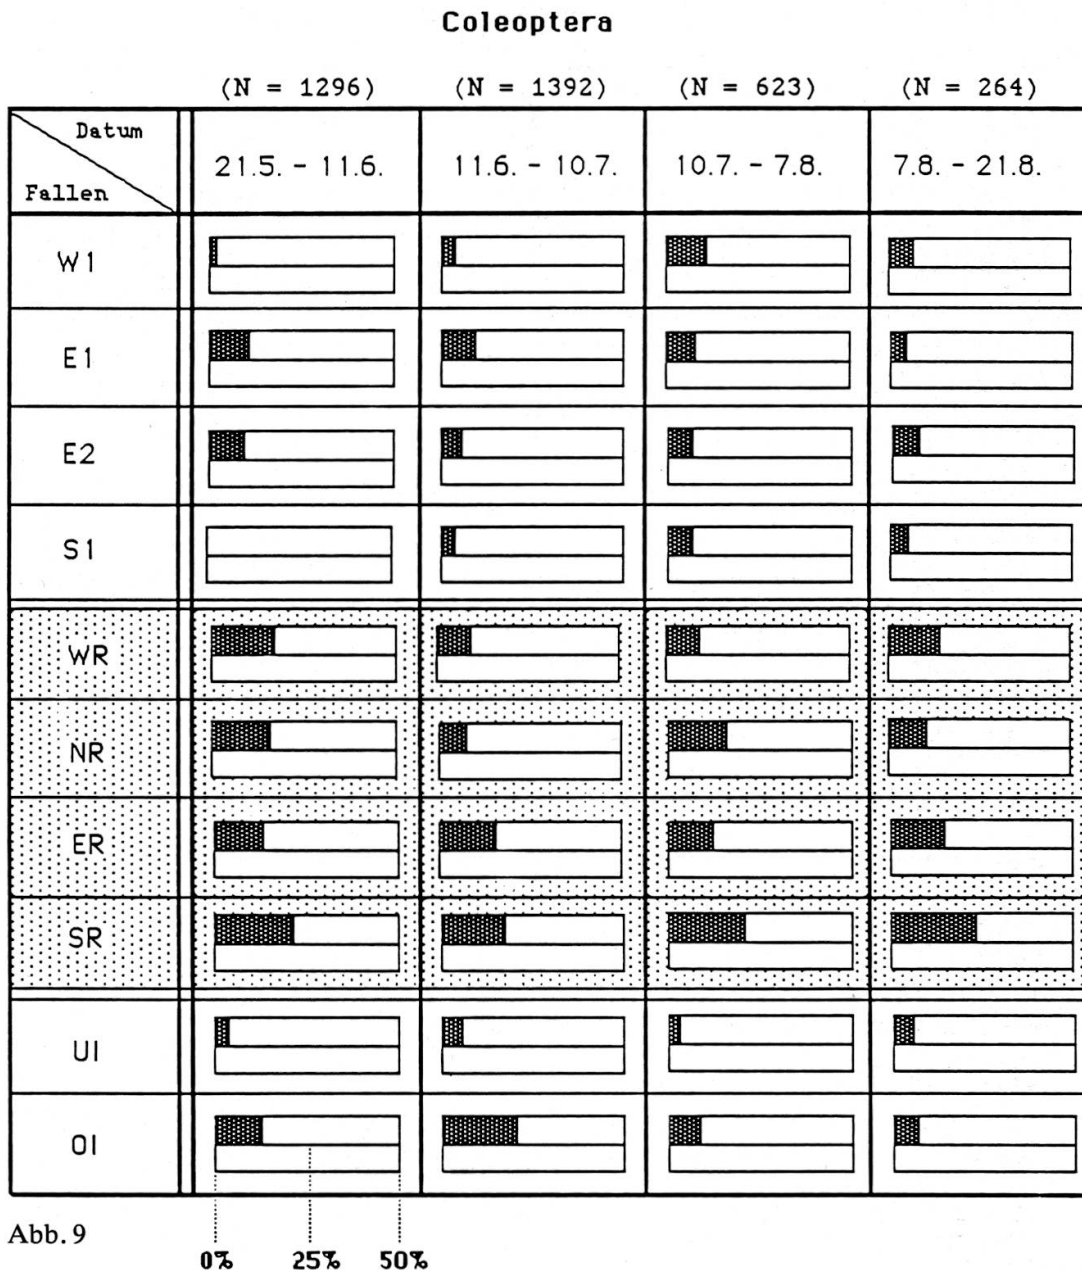 Coleoptera
(N = 1296) (N = 1392) (N = 623) (N = 264)
Datum
Fallen
21.5. - 11.6. 11.6. - 10.7. 10.7. - 7.8. 7.8. - 21.8.
W1
E1
E2
S1
WR
NR
ER
SR
UI
OI
Abb. 9
0% 25% 50%